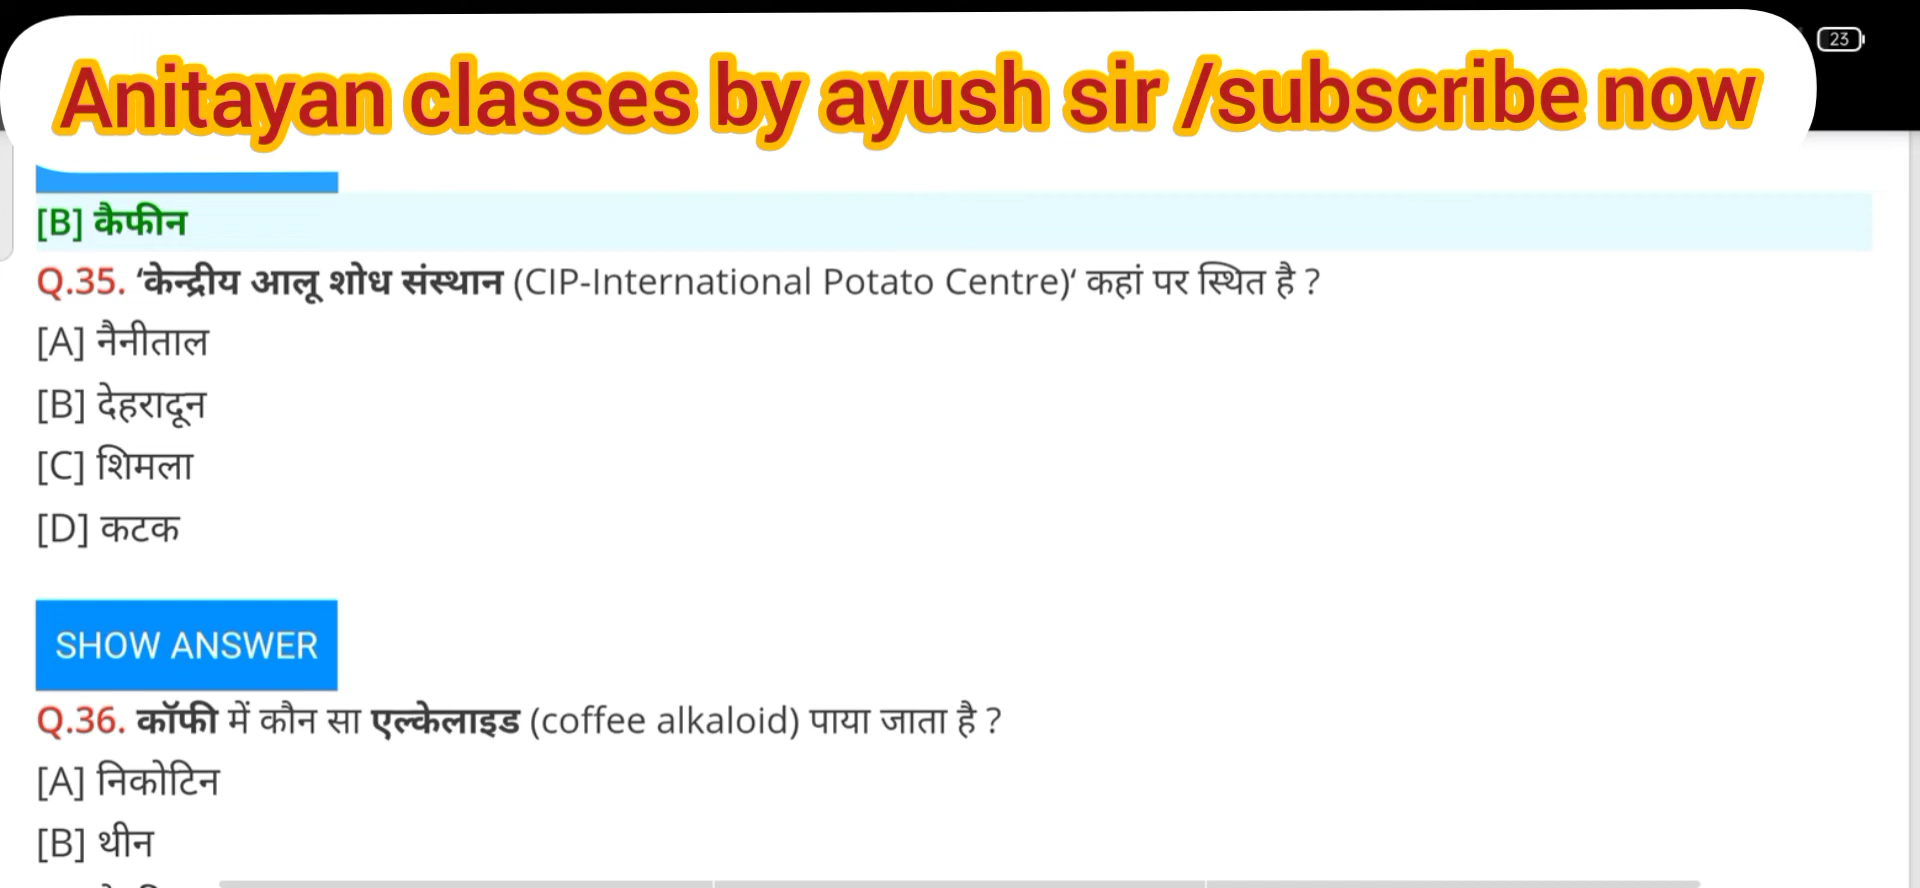 23
Anitayan classes by ayush sir /subscribe now
[B] कैफीन
Q.35. ‘केन्द्रीय आलू शोध संस्थान (CIP-International Potato Centre)‘ कहां पर स्थित है ?
[A] नैनीताल
[B] देहरादून
[C] शिमला
[D] कटक
SHOW ANSWER
Q.36. कॉफी में कौन सा एल्केलाइड (coffee alkaloid) पाया जाता है ?
[A] निकोटिन
[B] थीन